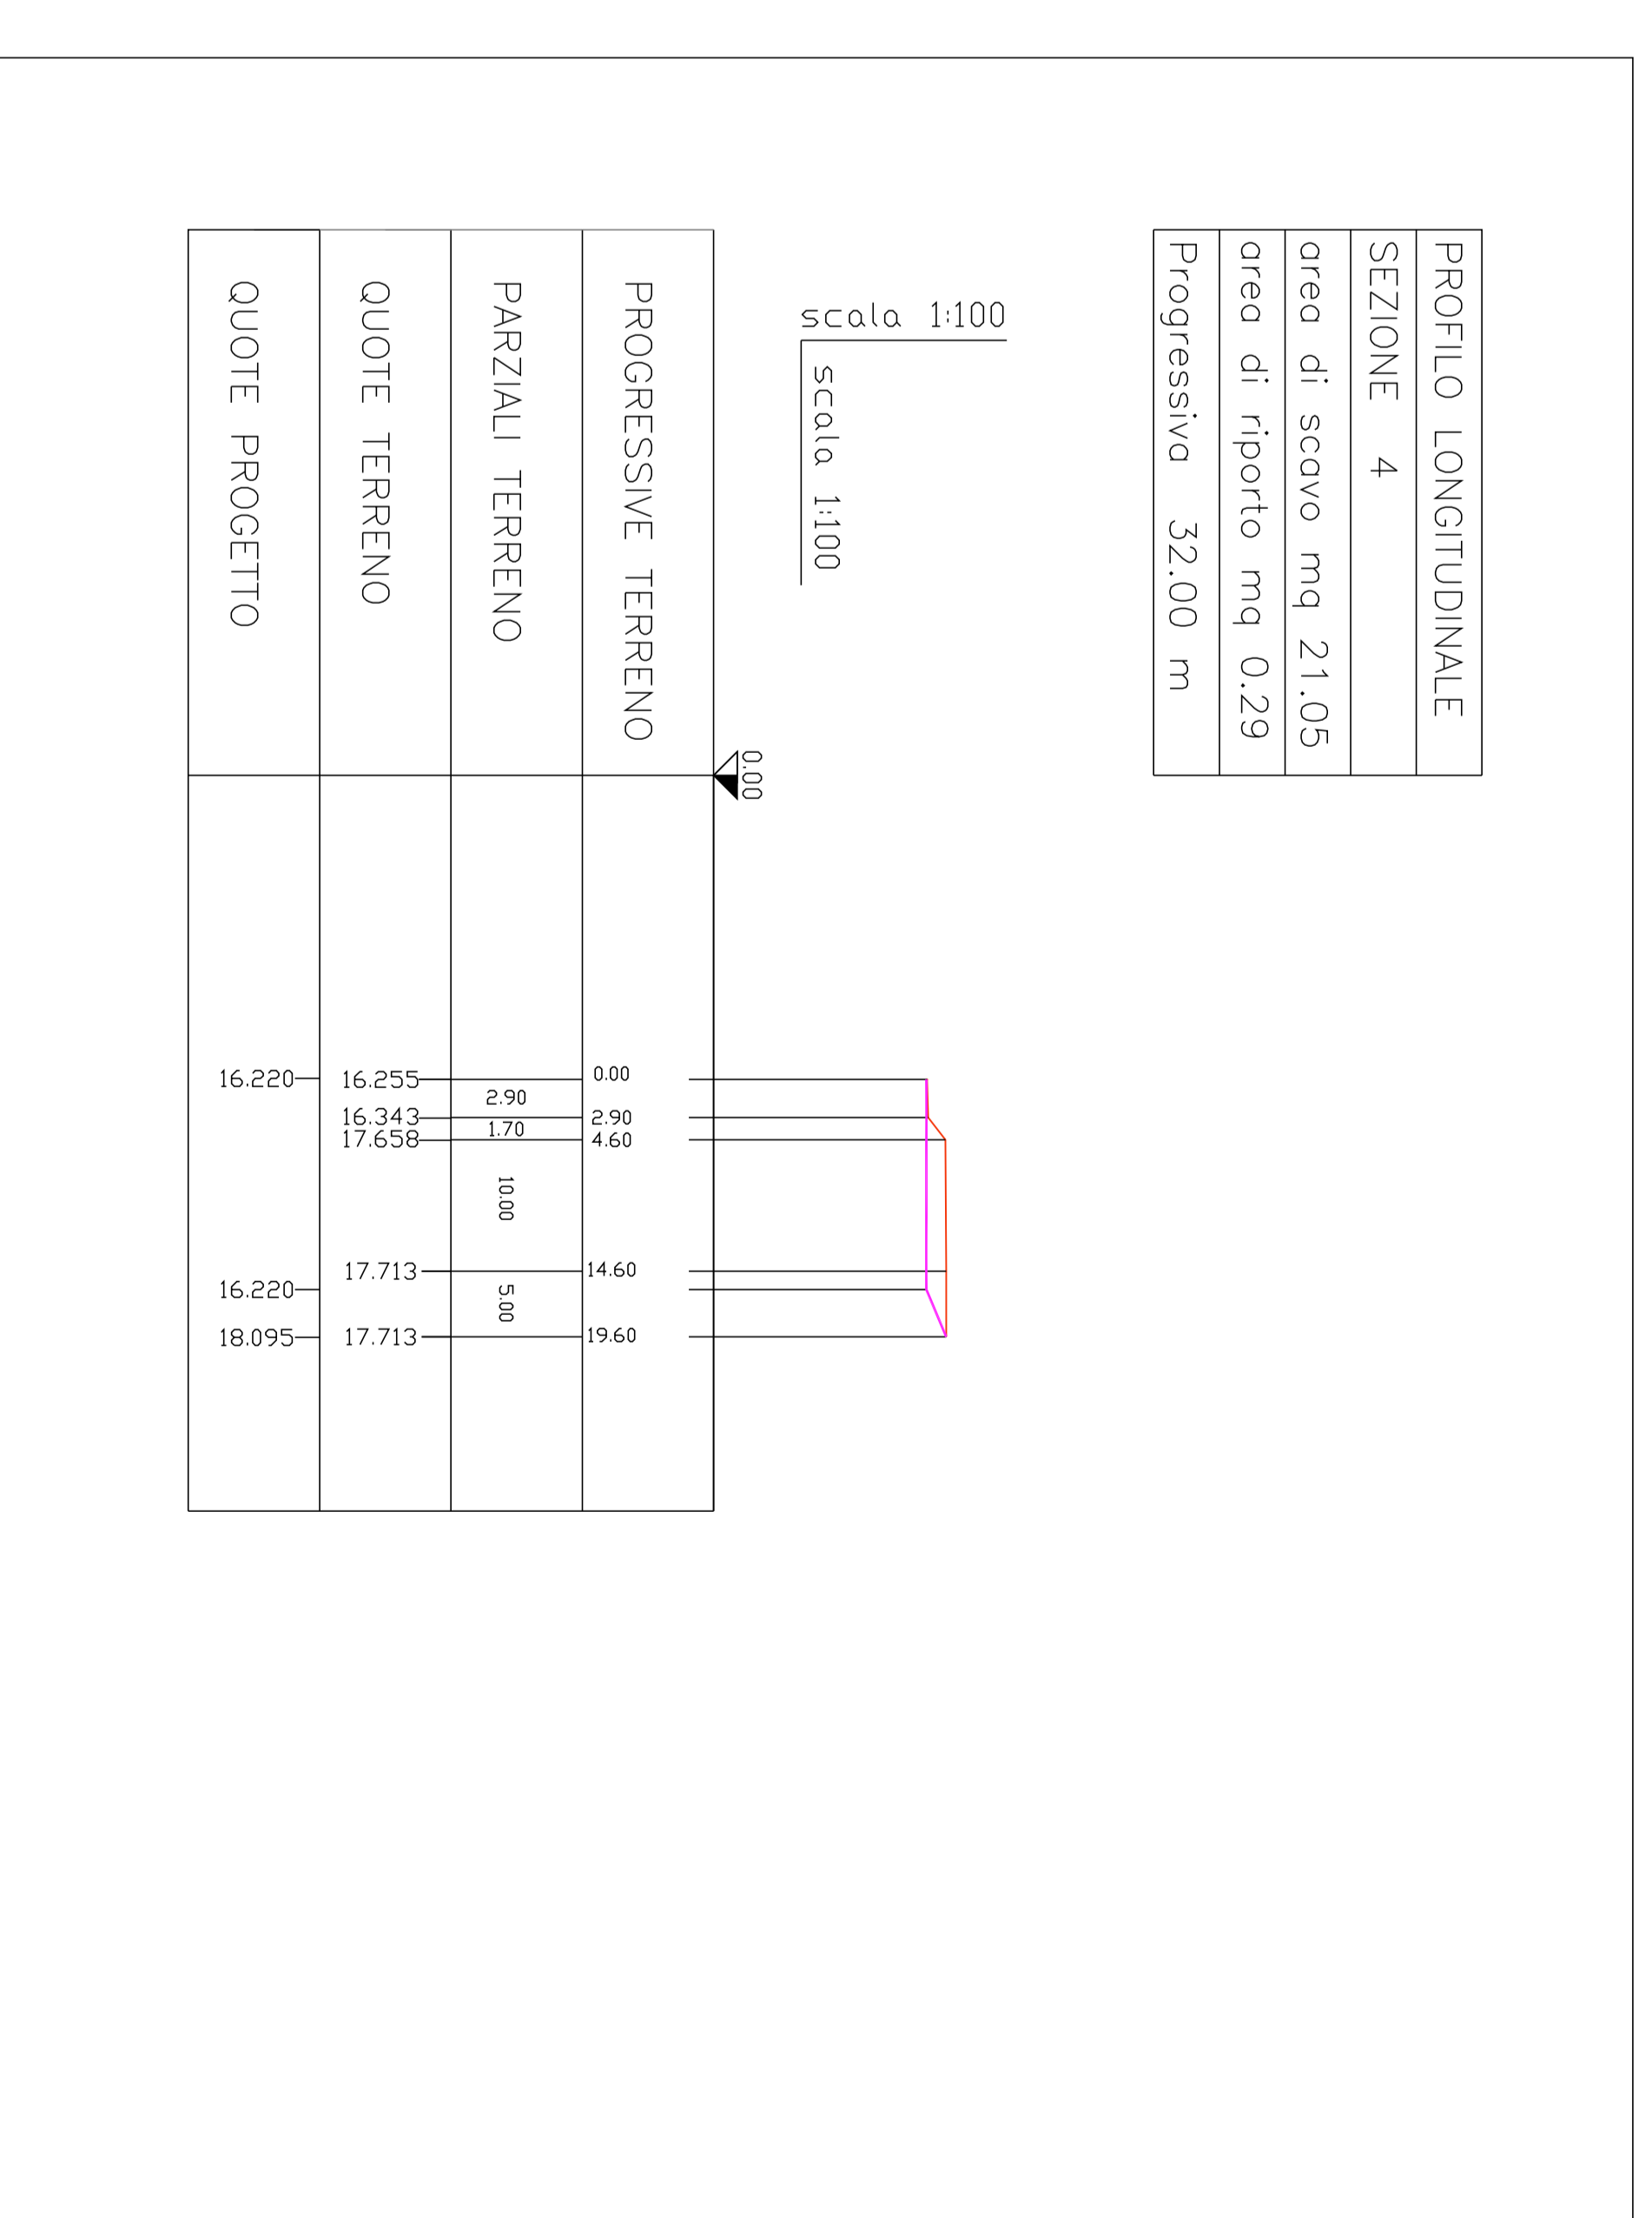 PROFILO LONGITUDINALE
SEZIONE 4
area di scavo mq 21.05
area di riporto mq 0.29
Progressiva 32.00 m
scala 1:100
scala 1:100
0.00
PROGRESSIVE TERRENO
0.00
2.90
4.60
14.60
19.60
PARZIALI TERRENO
2.90
1.70
10.00
5.00
QUOTE TERRENO
16.255
16.343
17.658
17.713
17.713
QUOTE PROGETTO
16.220
16.220
18.095